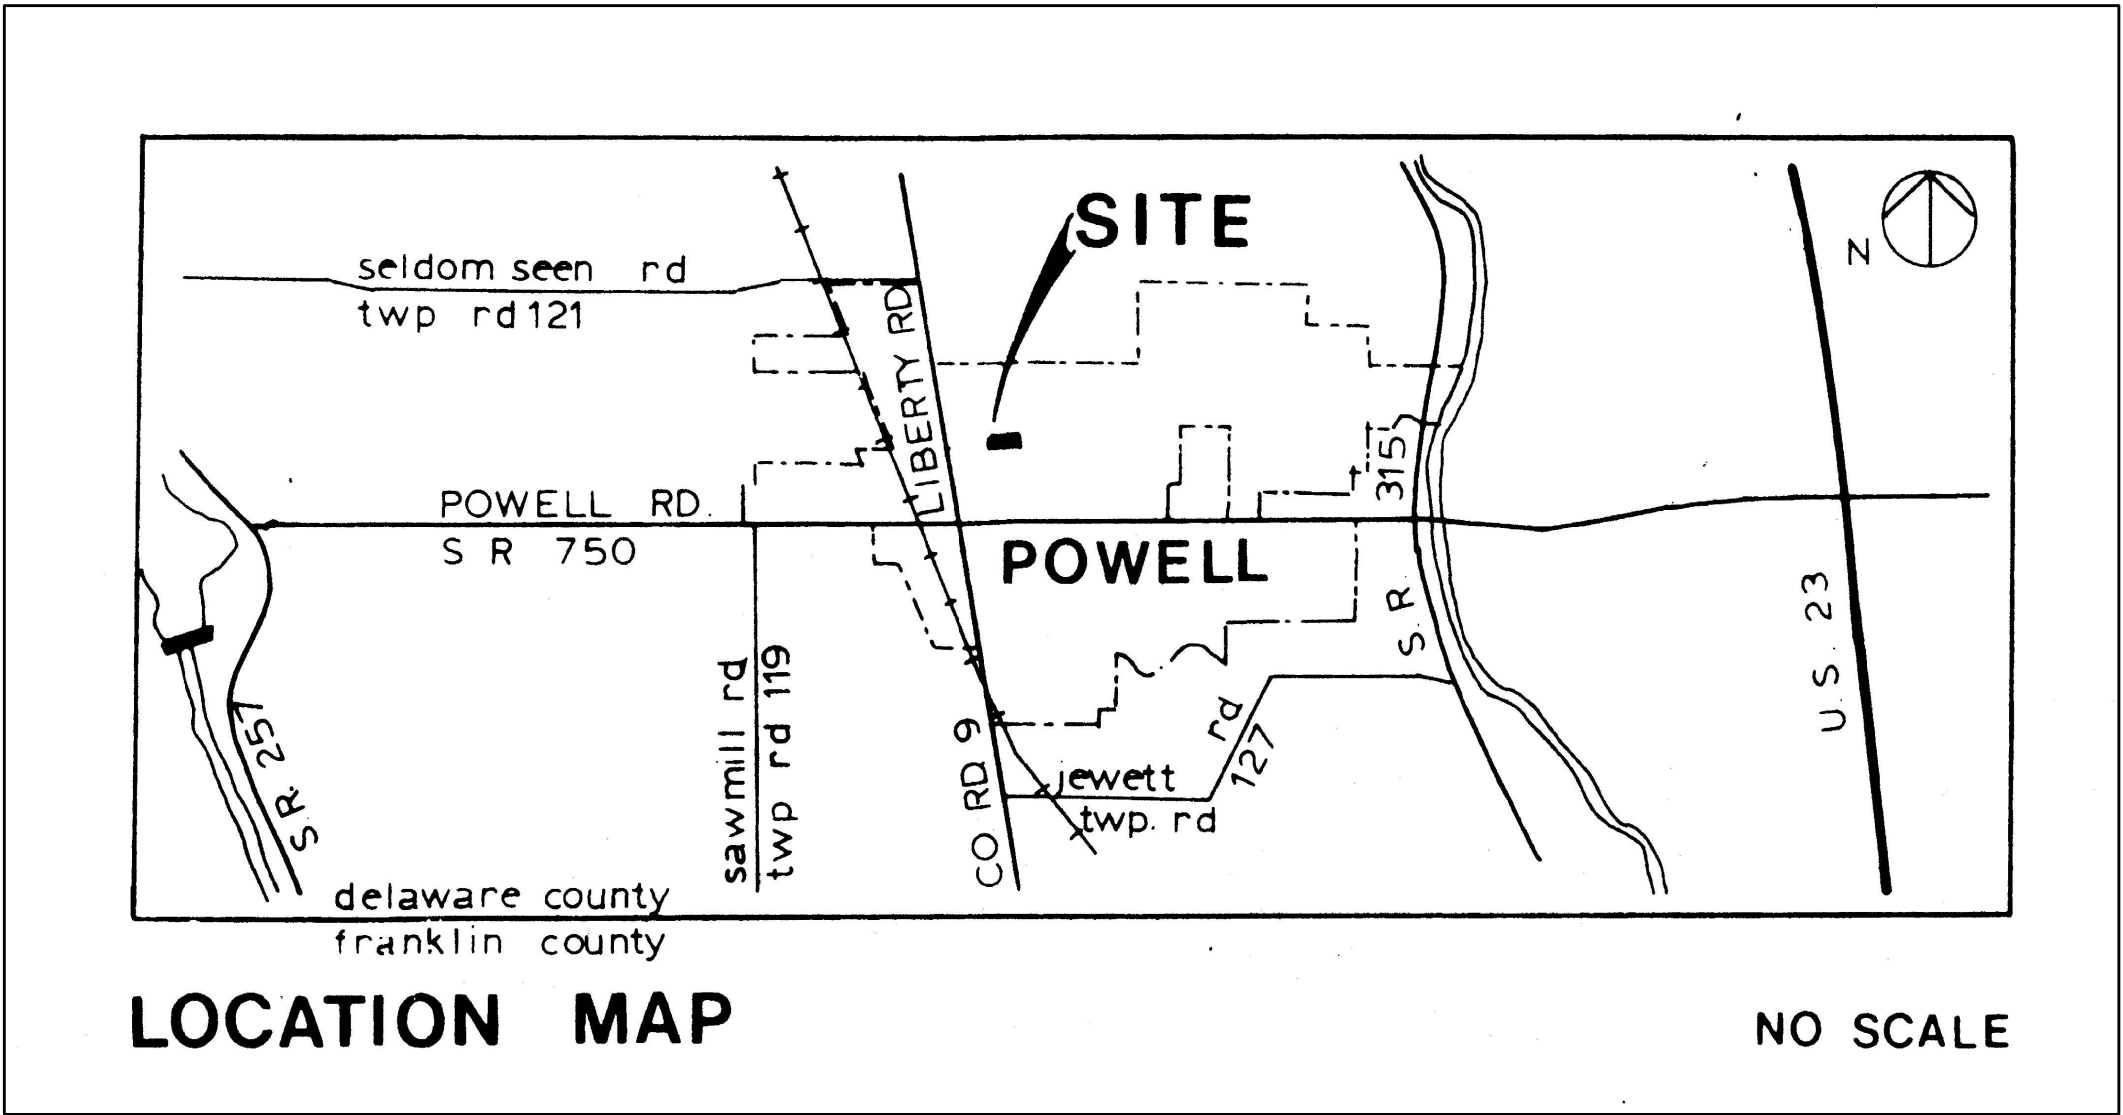 SITE
N
seldom seen rd
twp rd 121
LIBERTY RD
315
POWELL RD.
S R 750
POWELL
S. R
U.S. 23
S.R. 257
sawmill rd
twp rd 119
CO RD 9
rd
127
jewett
twp. rd
delaware county
franklin county
LOCATION MAP
NO SCALE